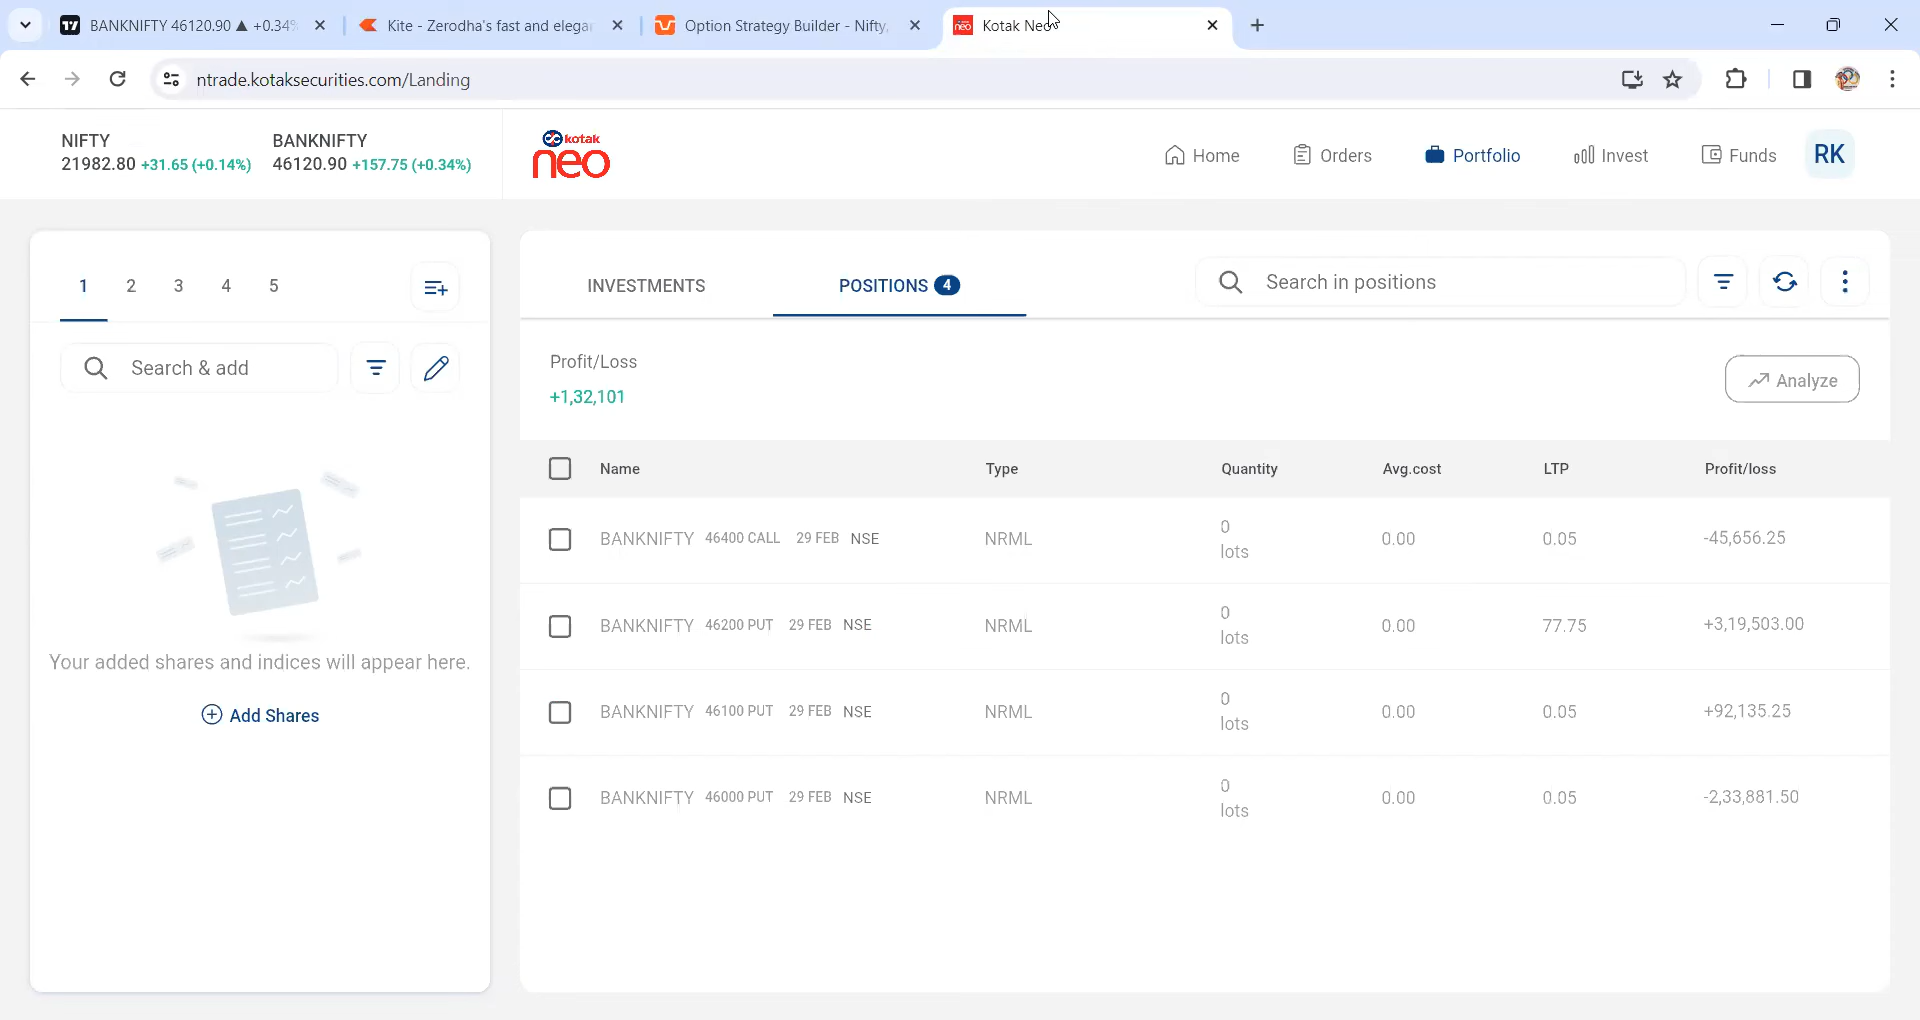 BANKNIFTY 46120.90 ▲ +0.34%
Kite - Zerodha's fast and elega
Option Strategy Builder - Nifty,
Kotak Neo
ntrade.kotaksecurities.com/Landing
NIFTY
21982.80 +31.65 (+0.14%)
BANKNIFTY
46120.90 +157.75 (+0.34%)
kotak
neo
Home
Orders
Portfolio
Invest
Funds
RK
1 2 3 4 5
Search & add
Your added shares and indices will appear here.
Add Shares
INVESTMENTS
POSITIONS 4
Search in positions
Profit/Loss
+1,32,101
Analyze
Name Type Quantity Avg.cost LTP Profit/loss
BANKNIFTY 46400 CALL 29 FEB NSE NRML 0 lots 0.00 0.05 -45,656.25
BANKNIFTY 46200 PUT 29 FEB NSE NRML 0 lots 0.00 77.75 +3,19,503.00
BANKNIFTY 46100 PUT 29 FEB NSE NRML 0 lots 0.00 0.05 +92,135.25
BANKNIFTY 46000 PUT 29 FEB NSE NRML 0 lots 0.00 0.05 -2,33,881.50